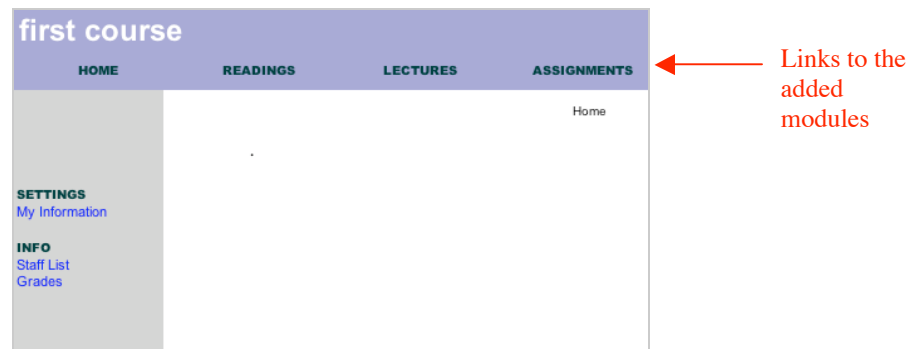 first course
HOME READINGS LECTURES ASSIGNMENTS
Links to the
added
modules
Home
.
SETTINGS
My Information
INFO
Staff List
Grades